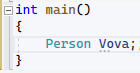 int main()
{
Person Vova;
}